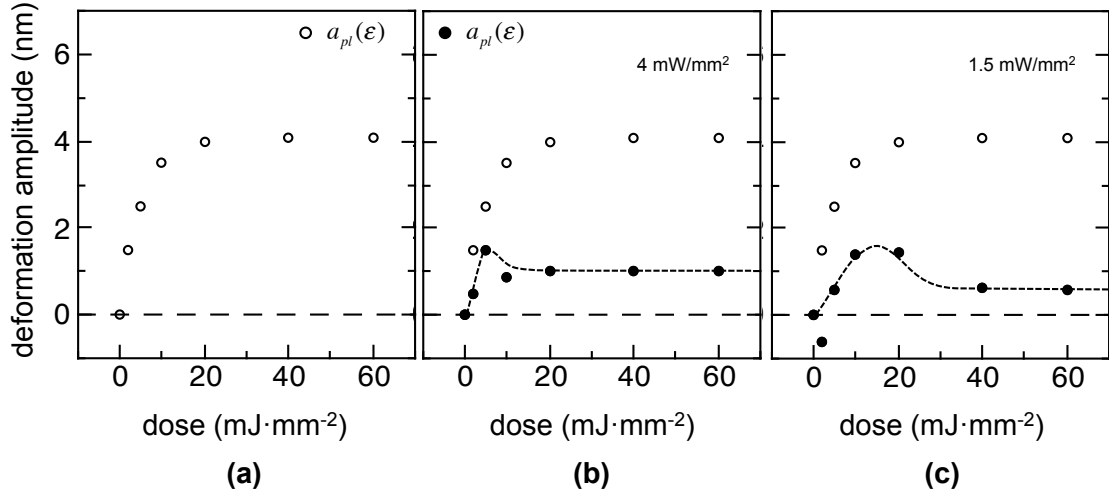 deformation amplitude (nm)
6
4
2
0
a_pl(ε)
a_pl(ε)
4 mW/mm²
1.5 mW/mm²
0 20 40 60
0 20 40 60
0 20 40 60
dose (mJ·mm⁻²)
dose (mJ·mm⁻²)
dose (mJ·mm⁻²)
(a)
(b)
(c)